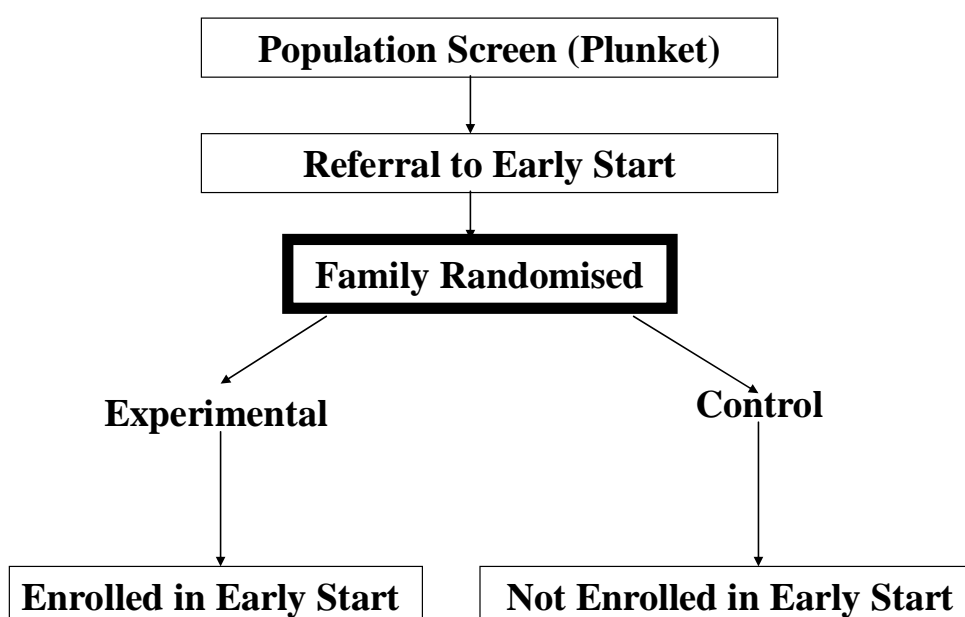 Population Screen (Plunket)
Referral to Early Start
Family Randomised
Experimental
Control
Enrolled in Early Start
Not Enrolled in Early Start